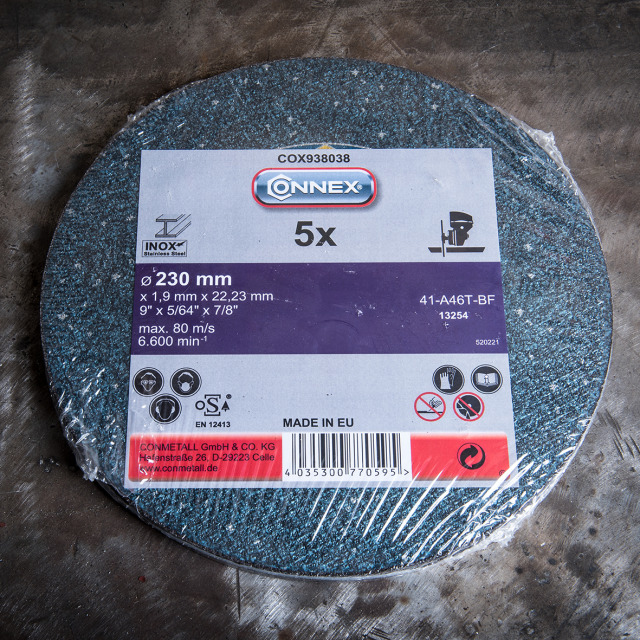 COX938038
CONNEX®
5x
INOX
Stainless Steel
ø 230 mm
x 1,9 mm x 22,23 mm
9" x 5/64" x 7/8"
max. 80 m/s
6.600 min⁻¹
41-A46T-BF
13254
520221
oSa
EN 12413
MADE IN EU
CONMETALL GmbH & CO. KG
Hafenstraße 26, D-29223 Celle
www.conmetall.de
4 035300 770595 >